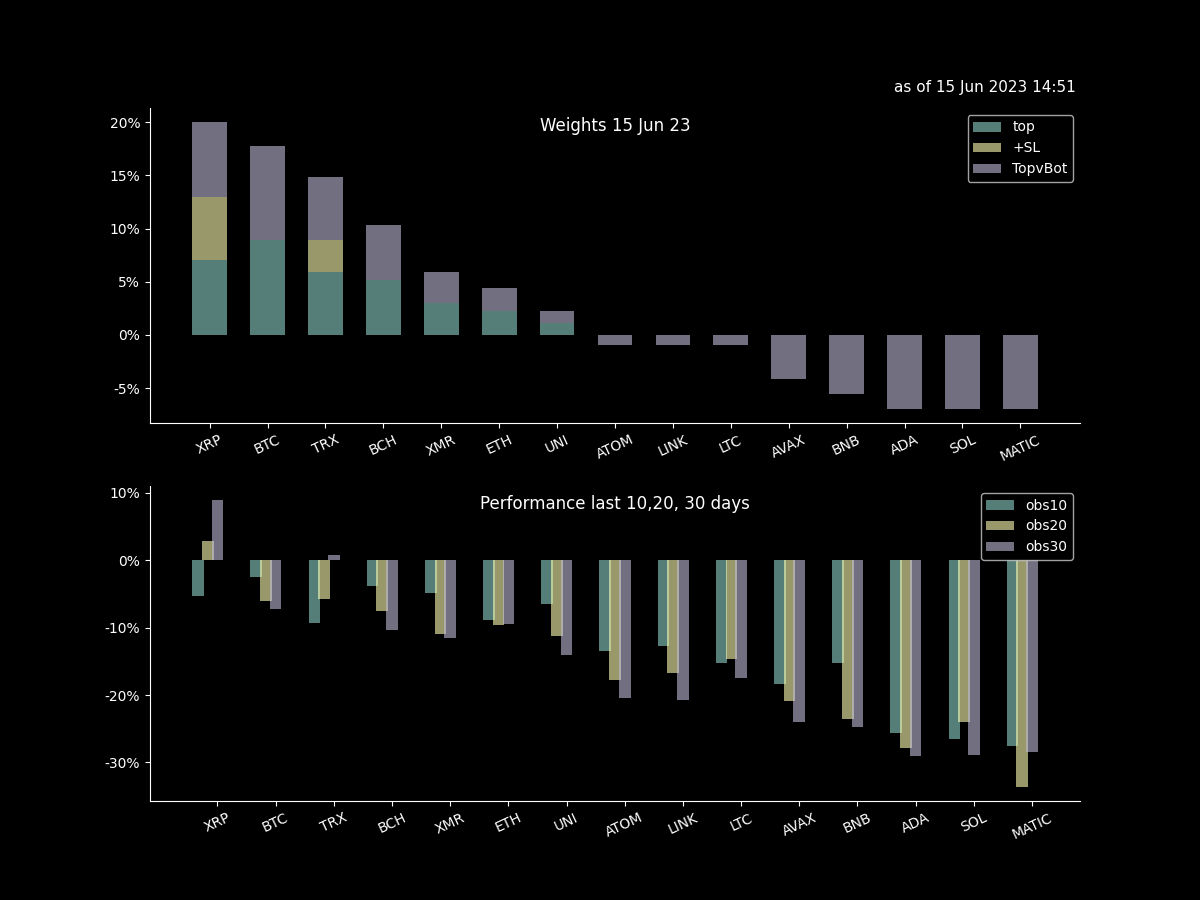 as of 15 Jun 2023 14:51
Weights 15 Jun 23
top
+SL
TopvBot
20%
15%
10%
5%
0%
-5%
XRP BTC TRX BCH XMR ETH UNI ATOM LINK LTC AVAX BNB ADA SOL MATIC
Performance last 10,20, 30 days
obs10
obs20
obs30
10%
0%
-10%
-20%
-30%
XRP BTC TRX BCH XMR ETH UNI ATOM LINK LTC AVAX BNB ADA SOL MATIC